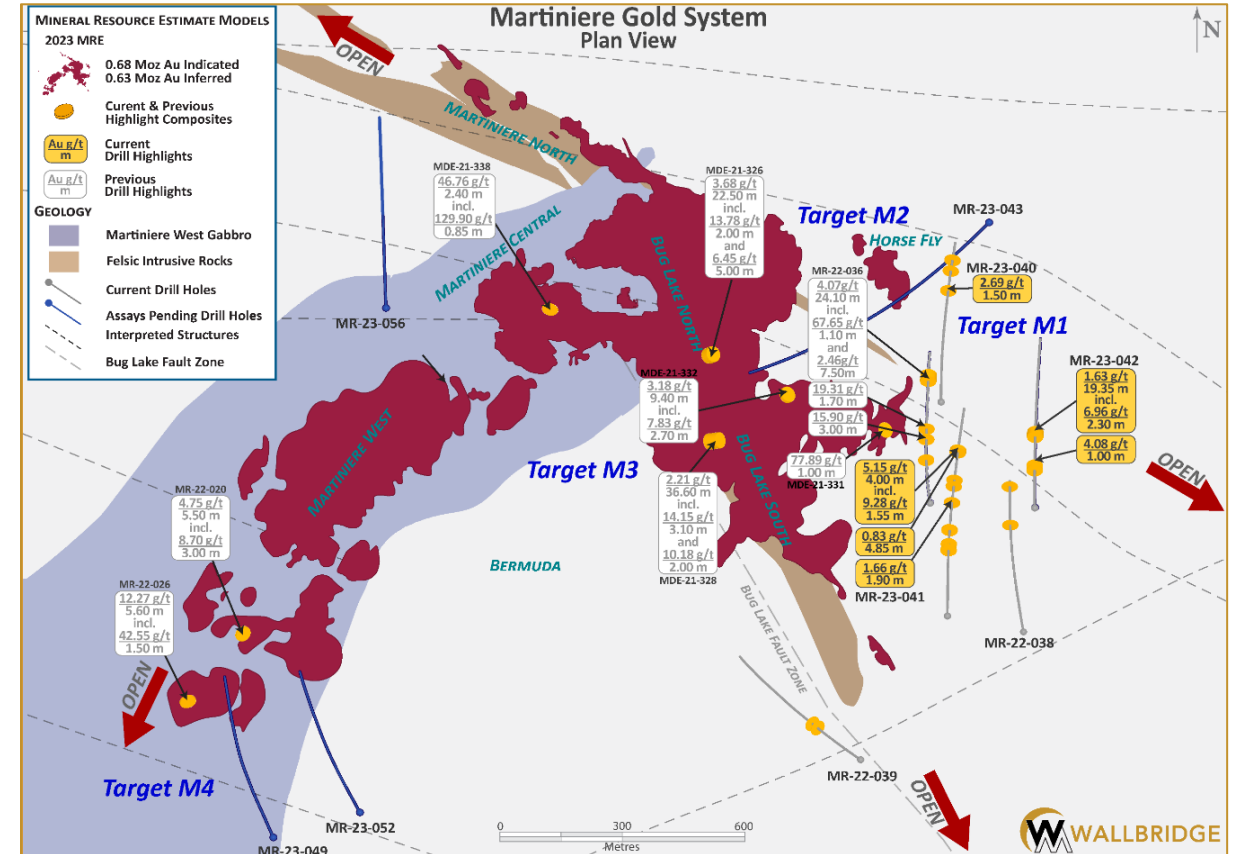 Martiniere Gold System
Plan View
N
MINERAL RESOURCE ESTIMATE MODELS
2023 MRE
0.68 Moz Au Indicated
0.63 Moz Au Inferred
Curent & Previous
Highlight Composites
Au g/t
m
Current
Drill Highlights
Au g/t
m
Previous
Drill Highlights
GEOLOGY
Martiniere West Gabbro
Felsic Intrusive Rocks
Current Drill Holes
Assays Pending Drill Holes
Interpreted Structures
Bug Lake Fault Zone
OPEN
MARTINIERE NORTH
MDE-21-338
46.76 g/t
2.40 m
incl.
129.90 g/t
0.85 m
MARTINIERE CENTRAL
MR-23-056
MDE-21-326
3.68 g/t
22.50 m
incl.
13.78 g/t
2.00 m
and
6.45 g/t
5.00 m
Target M2
HORSE FLY
MR-23-043
BUG LAKE NORTH
MR-22-036
4.07g/t
24.10 m
incl.
67.65 g/t
1.10 m
and
2.46g/t
7.50m
19.31 g/t
1.70 m
15.90 g/t
3.00 m
MR-23-040
2.69 g/t
1.50 m
Target M1
MR-23-042
1.63 g/t
19.35 m
incl.
6.96 g/t
2.30 m
4.08 g/t
1.00 m
OPEN
MDE-21-332
3.18 g/t
9.40 m
incl.
7.83 g/t
2.70 m
MARTINIERE WEST
Target M3
BUG LAKE SOUTH
77.89 g/t
1.00 m
MDE-21-331
5.15 g/t
4.00 m
incl.
9.28 g/t
1.55 m
0.83 g/t
4.85 m
1.66 g/t
1.90 m
MR-23-041
2.21 g/t
36.60 m
incl.
14.15 g/t
3.10 m
and
10.18 g/t
2.00 m
MDE-21-328
MR-22-020
4.75 g/t
5.50 m
incl.
8.70 g/t
3.00 m
BERMUDA
MR-22-026
12.27 g/t
5.60 m
incl.
42.55 g/t
1.50 m
BUG LAKE FAULT ZONE
MR-22-038
OPEN
Target M4
MR-22-039
OPEN
MR-23-052
MR-23-049
0 300 600
Metres
WALLBRIDGE